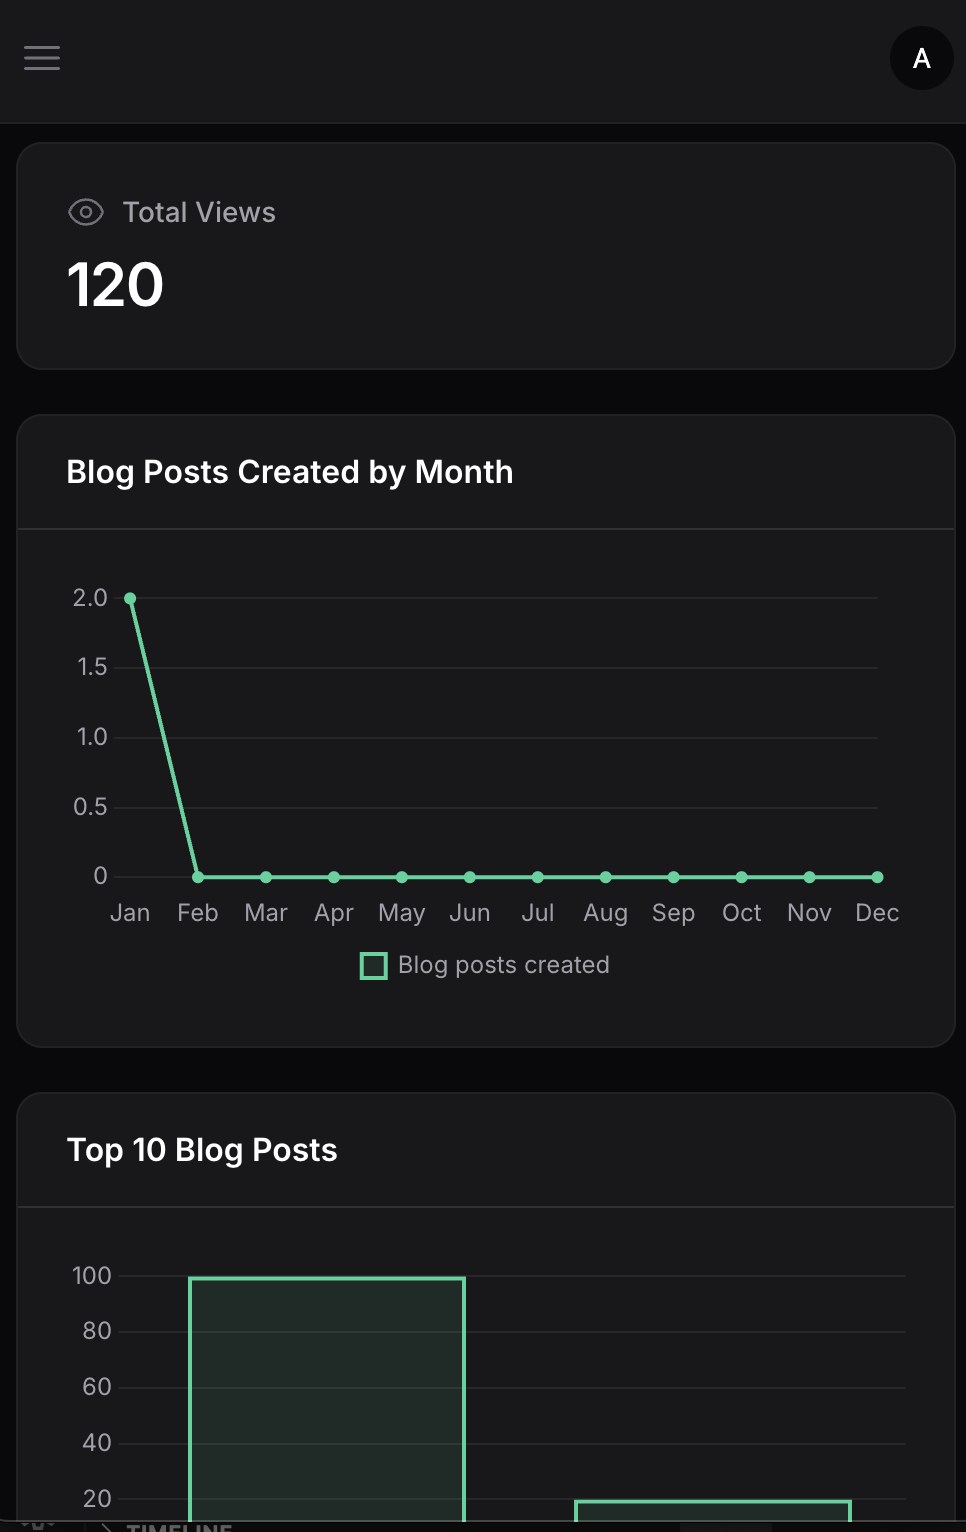 A
Total Views
120
Blog Posts Created by Month
2.0
1.5
1.0
0.5
0
Jan Feb Mar Apr May Jun Jul Aug Sep Oct Nov Dec
Blog posts created
Top 10 Blog Posts
100
80
60
40
20
TIMELINE